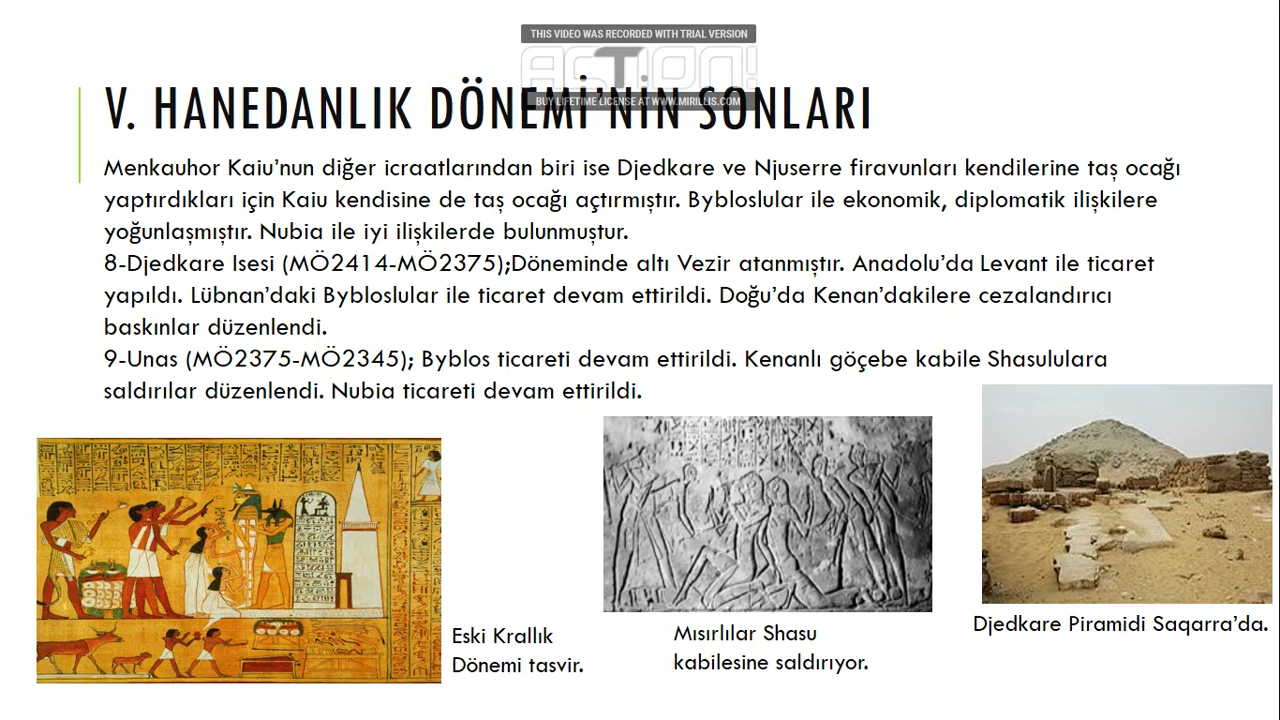 THIS VIDEO WAS RECORDED WITH TRIAL VERSION
ACTION!
BUY LIFETIME LICENSE AT WWW.MIRILLIS.COM
V. HANEDANLIK DÖNEMİ’NİN SONLARI
Menkauhor Kaiu’nun diğer icraatlarından biri ise Djedkare ve Njuserre firavunları kendilerine taş ocağı
yaptırdıkları için Kaiu kendisine de taş ocağı açtırmıştır. Bybloslular ile ekonomik, diplomatik ilişkilere
yoğunlaşmıştır. Nubia ile iyi ilişkilerde bulunmuştur.
8-Djedkare Isesi (MÖ2414-MÖ2375);Döneminde altı Vezir atanmıştır. Anadolu’da Levant ile ticaret
yapıldı. Lübnan’daki Bybloslular ile ticaret devam ettirildi. Doğu’da Kenan’dakilere cezalandırıcı
baskınlar düzenlendi.
9-Unas (MÖ2375-MÖ2345); Byblos ticareti devam ettirildi. Kenanlı göçebe kabile Shasululara
saldırılar düzenlendi. Nubia ticareti devam ettirildi.
Eski Krallık
Dönemi tasvir.
Mısırlılar Shasu
kabilesine saldırıyor.
Djedkare Piramidi Saqarra’da.